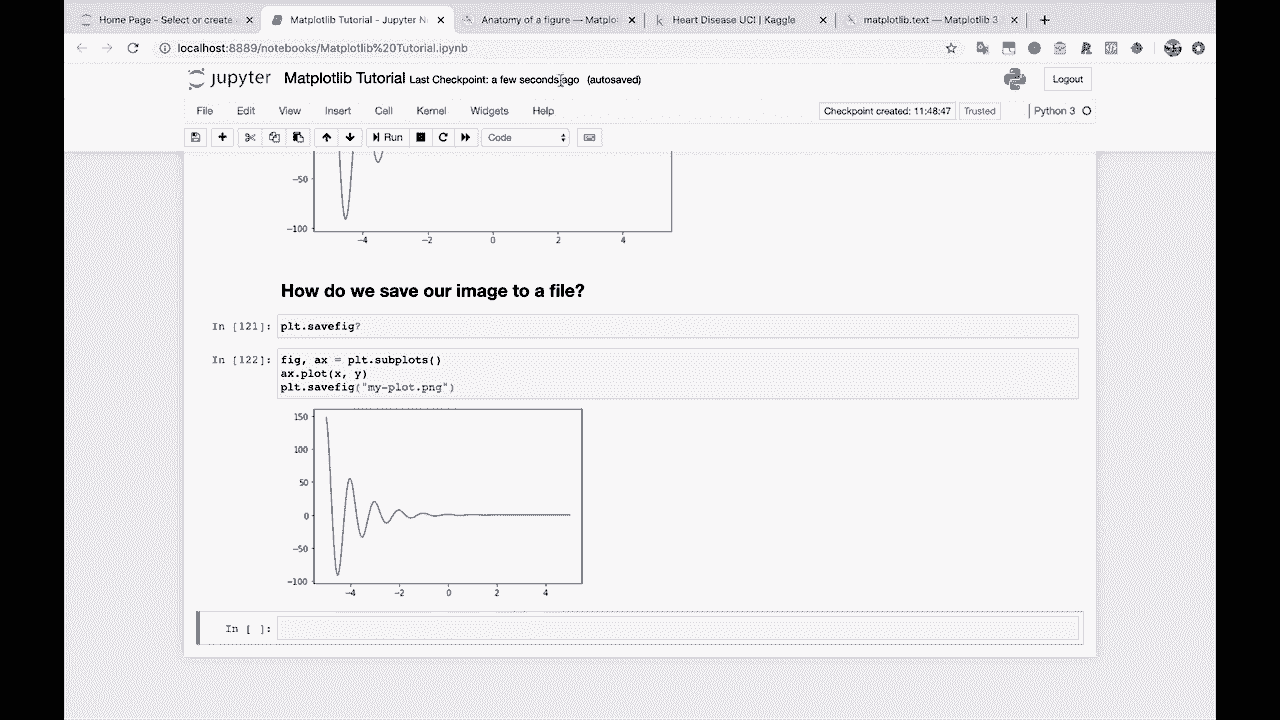 Home Page - Select or create
Matplotlib Tutorial - Jupyter N
Anatomy of a figure — Matplo
Heart Disease UCI | Kaggle
matplotlib.text — Matplotlib 3
localhost:8889/notebooks/Matplotlib%20Tutorial.ipynb
jupyter Matplotlib Tutorial Last Checkpoint: a few seconds ago (autosaved)
Logout
File Edit View Insert Cell Kernel Widgets Help
Checkpoint created: 11:48:47 Trusted Python 3
Run Code
−50
−100
−4 −2 0 2 4
How do we save our image to a file?
In [121]: plt.savefig?
In [122]: fig, ax = plt.subplots()
ax.plot(x, y)
plt.savefig("my-plot.png")
150
100
50
0
−50
−100
−4 −2 0 2 4
In [ ]: